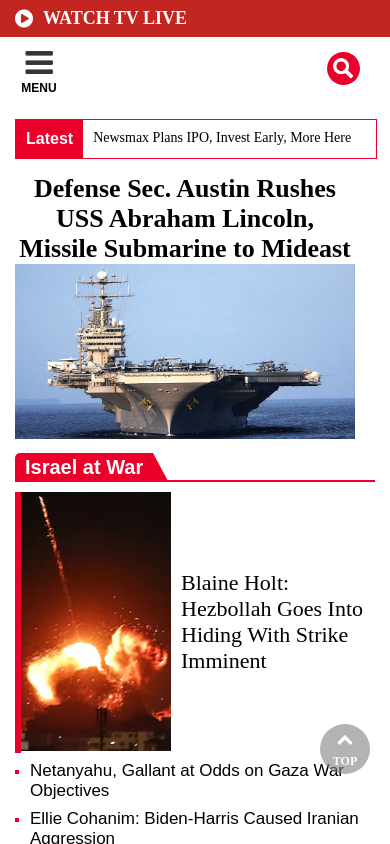 WATCH TV LIVE
MENU
Latest
Newsmax Plans IPO, Invest Early, More Here
Defense Sec. Austin Rushes
USS Abraham Lincoln,
Missile Submarine to Mideast
Israel at War
Blaine Holt:
Hezbollah Goes Into
Hiding With Strike
Imminent
TOP
Netanyahu, Gallant at Odds on Gaza War
Objectives
Ellie Cohanim: Biden-Harris Caused Iranian
Aggression